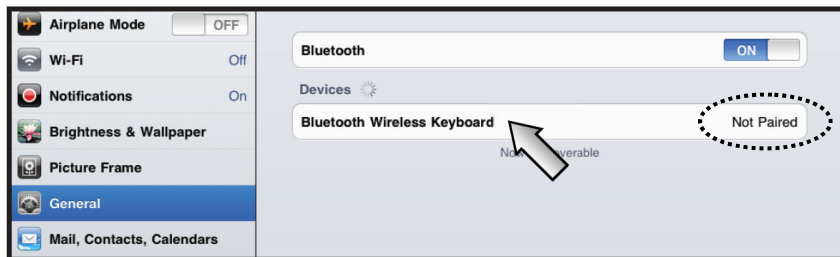 Airplane Mode OFF
Wi-Fi Off
Notifications On
Brightness & Wallpaper
Picture Frame
General
Mail, Contacts, Calendars
Bluetooth ON
Devices
Bluetooth Wireless Keyboard Not Paired